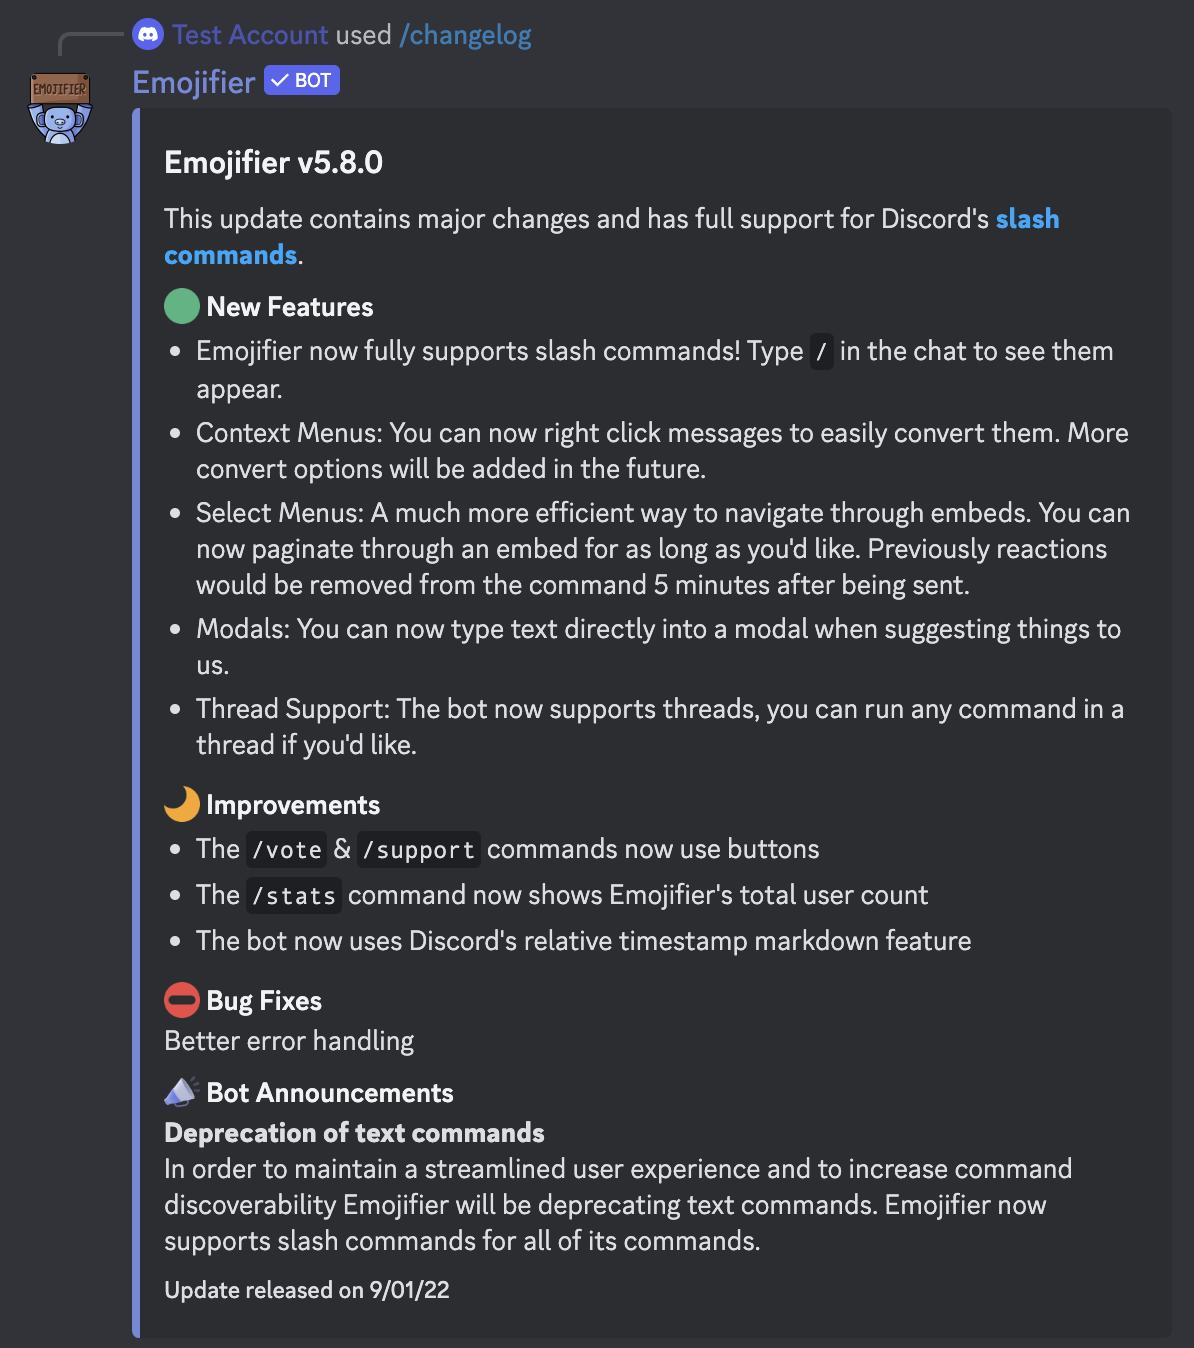 Test Account used /changelog
EMOJIFIER
Emojifier BOT
Emojifier v5.8.0
This update contains major changes and has full support for Discord's slash
commands.
New Features
• Emojifier now fully supports slash commands! Type / in the chat to see them
appear.
• Context Menus: You can now right click messages to easily convert them. More
convert options will be added in the future.
• Select Menus: A much more efficient way to navigate through embeds. You can
now paginate through an embed for as long as you'd like. Previously reactions
would be removed from the command 5 minutes after being sent.
• Modals: You can now type text directly into a modal when suggesting things to
us.
• Thread Support: The bot now supports threads, you can run any command in a
thread if you'd like.
Improvements
• The /vote & /support commands now use buttons
• The /stats command now shows Emojifier's total user count
• The bot now uses Discord's relative timestamp markdown feature
Bug Fixes
Better error handling
Bot Announcements
Deprecation of text commands
In order to maintain a streamlined user experience and to increase command
discoverability Emojifier will be deprecating text commands. Emojifier now
supports slash commands for all of its commands.
Update released on 9/01/22